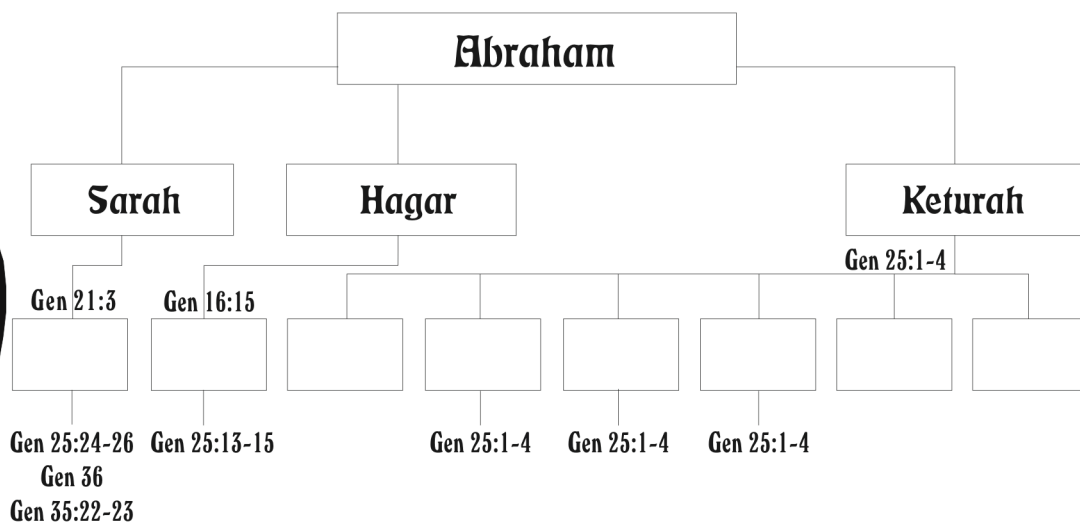 Abraham
Sarah
Hagar
Keturah
Gen 25:1-4
Gen 21:3
Gen 16:15
Gen 25:24-26
Gen 36
Gen 35:22-23
Gen 25:13-15
Gen 25:1-4
Gen 25:1-4
Gen 25:1-4